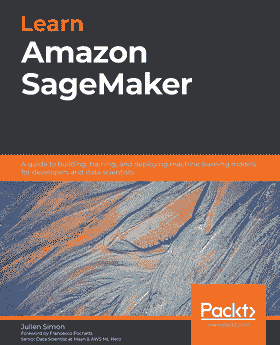 Learn
Amazon
SageMaker
A guide to building, training, and deploying machine learning models
for developers and data scientists
Julien Simon
Foreword by Francesco Pochetti,
Senior Data Scientist at Mash & AWS ML Hero
Packt>